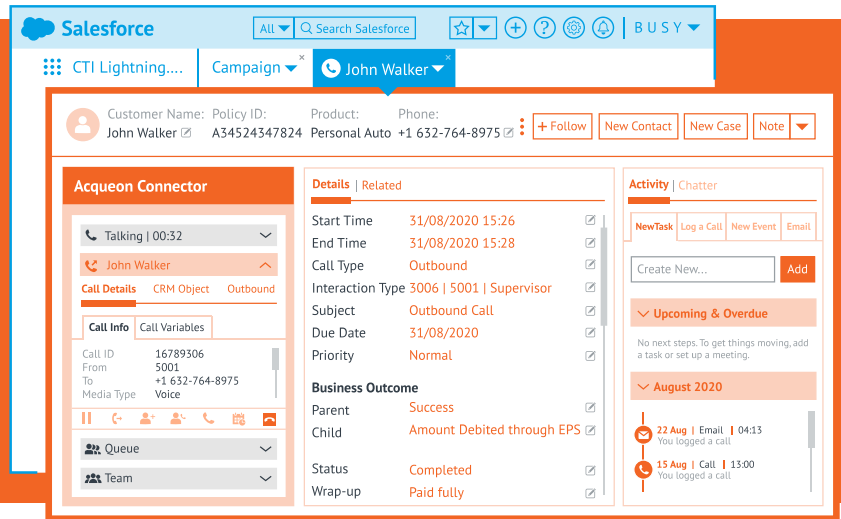 Salesforce
All
Search Salesforce
BUSY
CTI Lightning....
Campaign
John Walker
Customer Name: Policy ID: Product: Phone:
John Walker A34524347824 Personal Auto +1 632-764-8975
+ Follow
New Contact
New Case
Note
Acqueon Connector
Talking | 00:32
John Walker
Call Details CRM Object Outbound
Call Info Call Variables
Call ID 16789306
From 5001
To +1 632-764-8975
Media Type Voice
Queue
Team
Details | Related
Start Time 31/08/2020 15:26
End Time 31/08/2020 15:28
Call Type Outbound
Interaction Type 3006 | 5001 | Supervisor
Subject Outbound Call
Due Date 31/08/2020
Priority Normal
Business Outcome
Parent Success
Child Amount Debited through EPS
Status Completed
Wrap-up Paid fully
Activity | Chatter
NewTask Log a Call New Event Email
Create New... Add
Upcoming & Overdue
No next steps. To get things moving, add
a task or set up a meeting.
August 2020
22 Aug | Email | 04:13
You logged a call
15 Aug | Call | 13:00
You logged a call